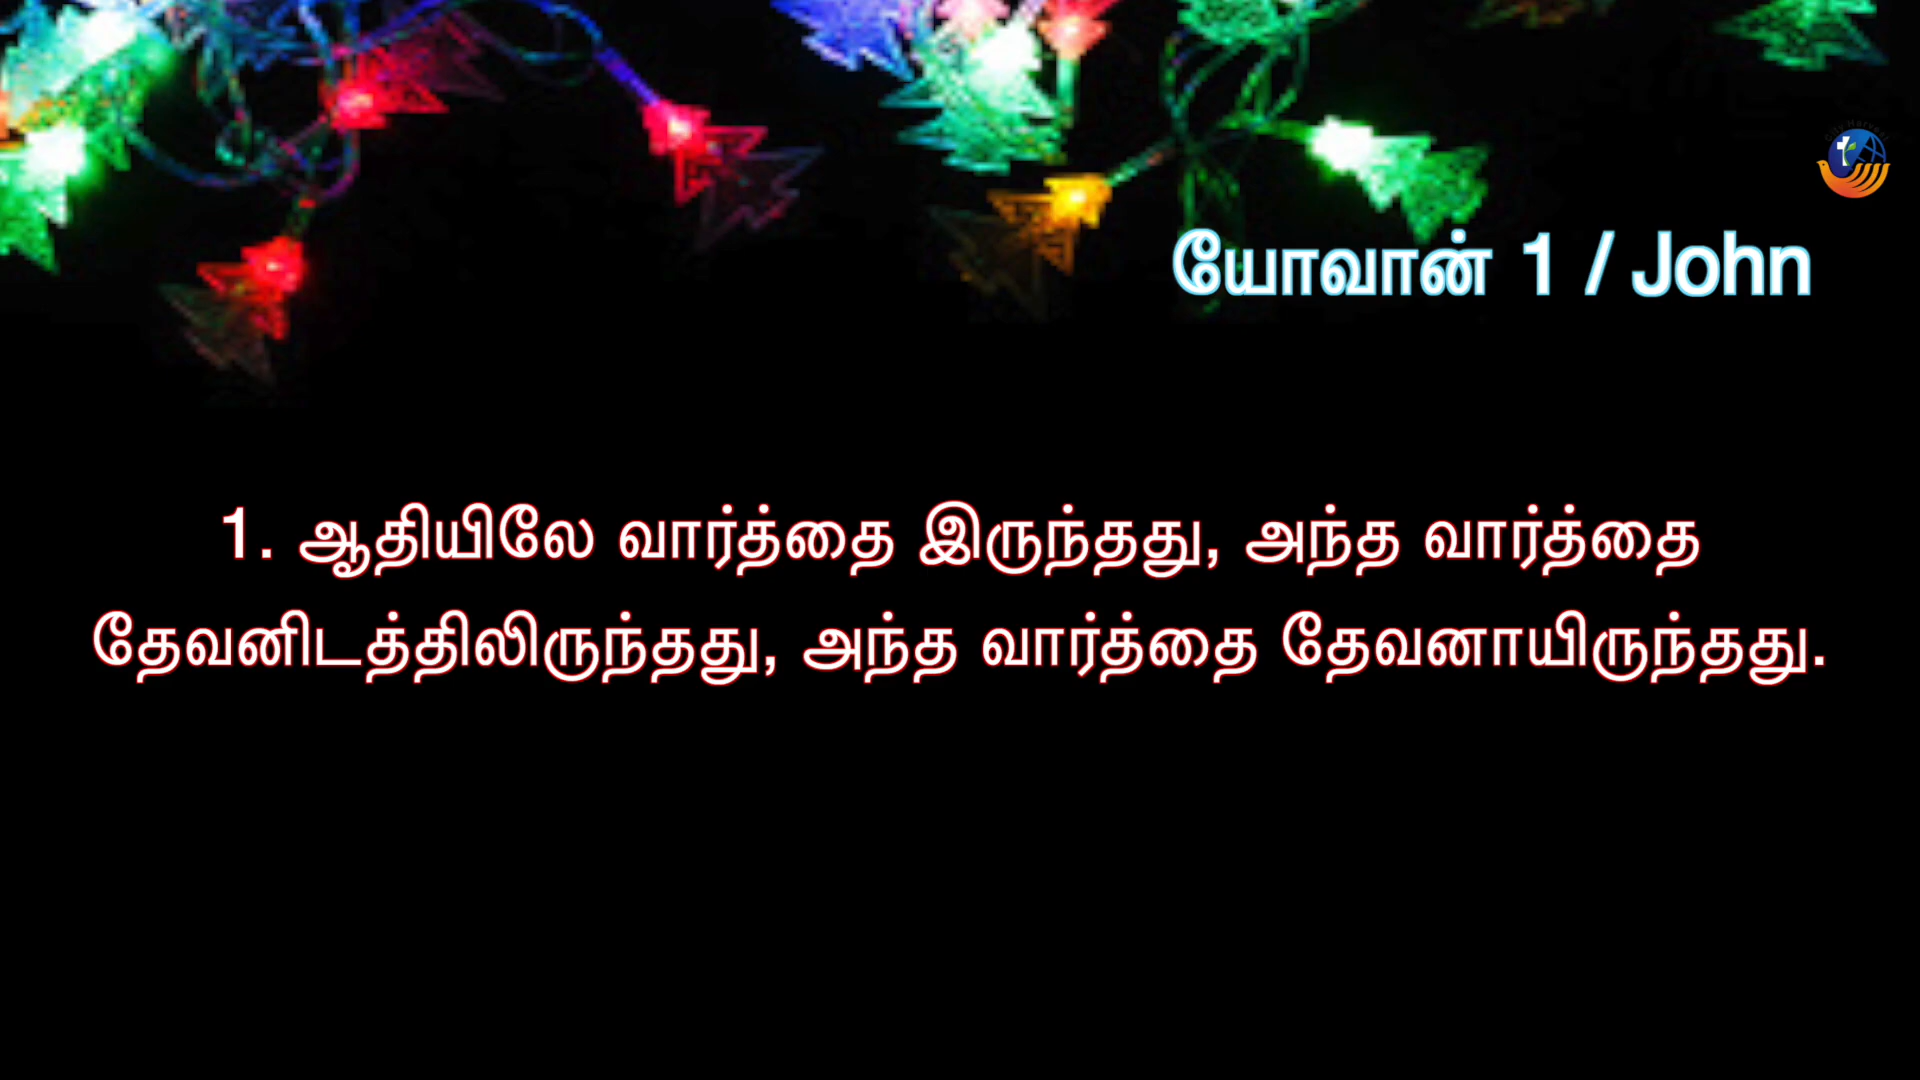 யோவான் 1 / John
1. ஆதியிலே வார்த்தை இருந்தது, அந்த வார்த்தை
தேவனிடத்திலிருந்தது, அந்த வார்த்தை தேவனாயிருந்தது.